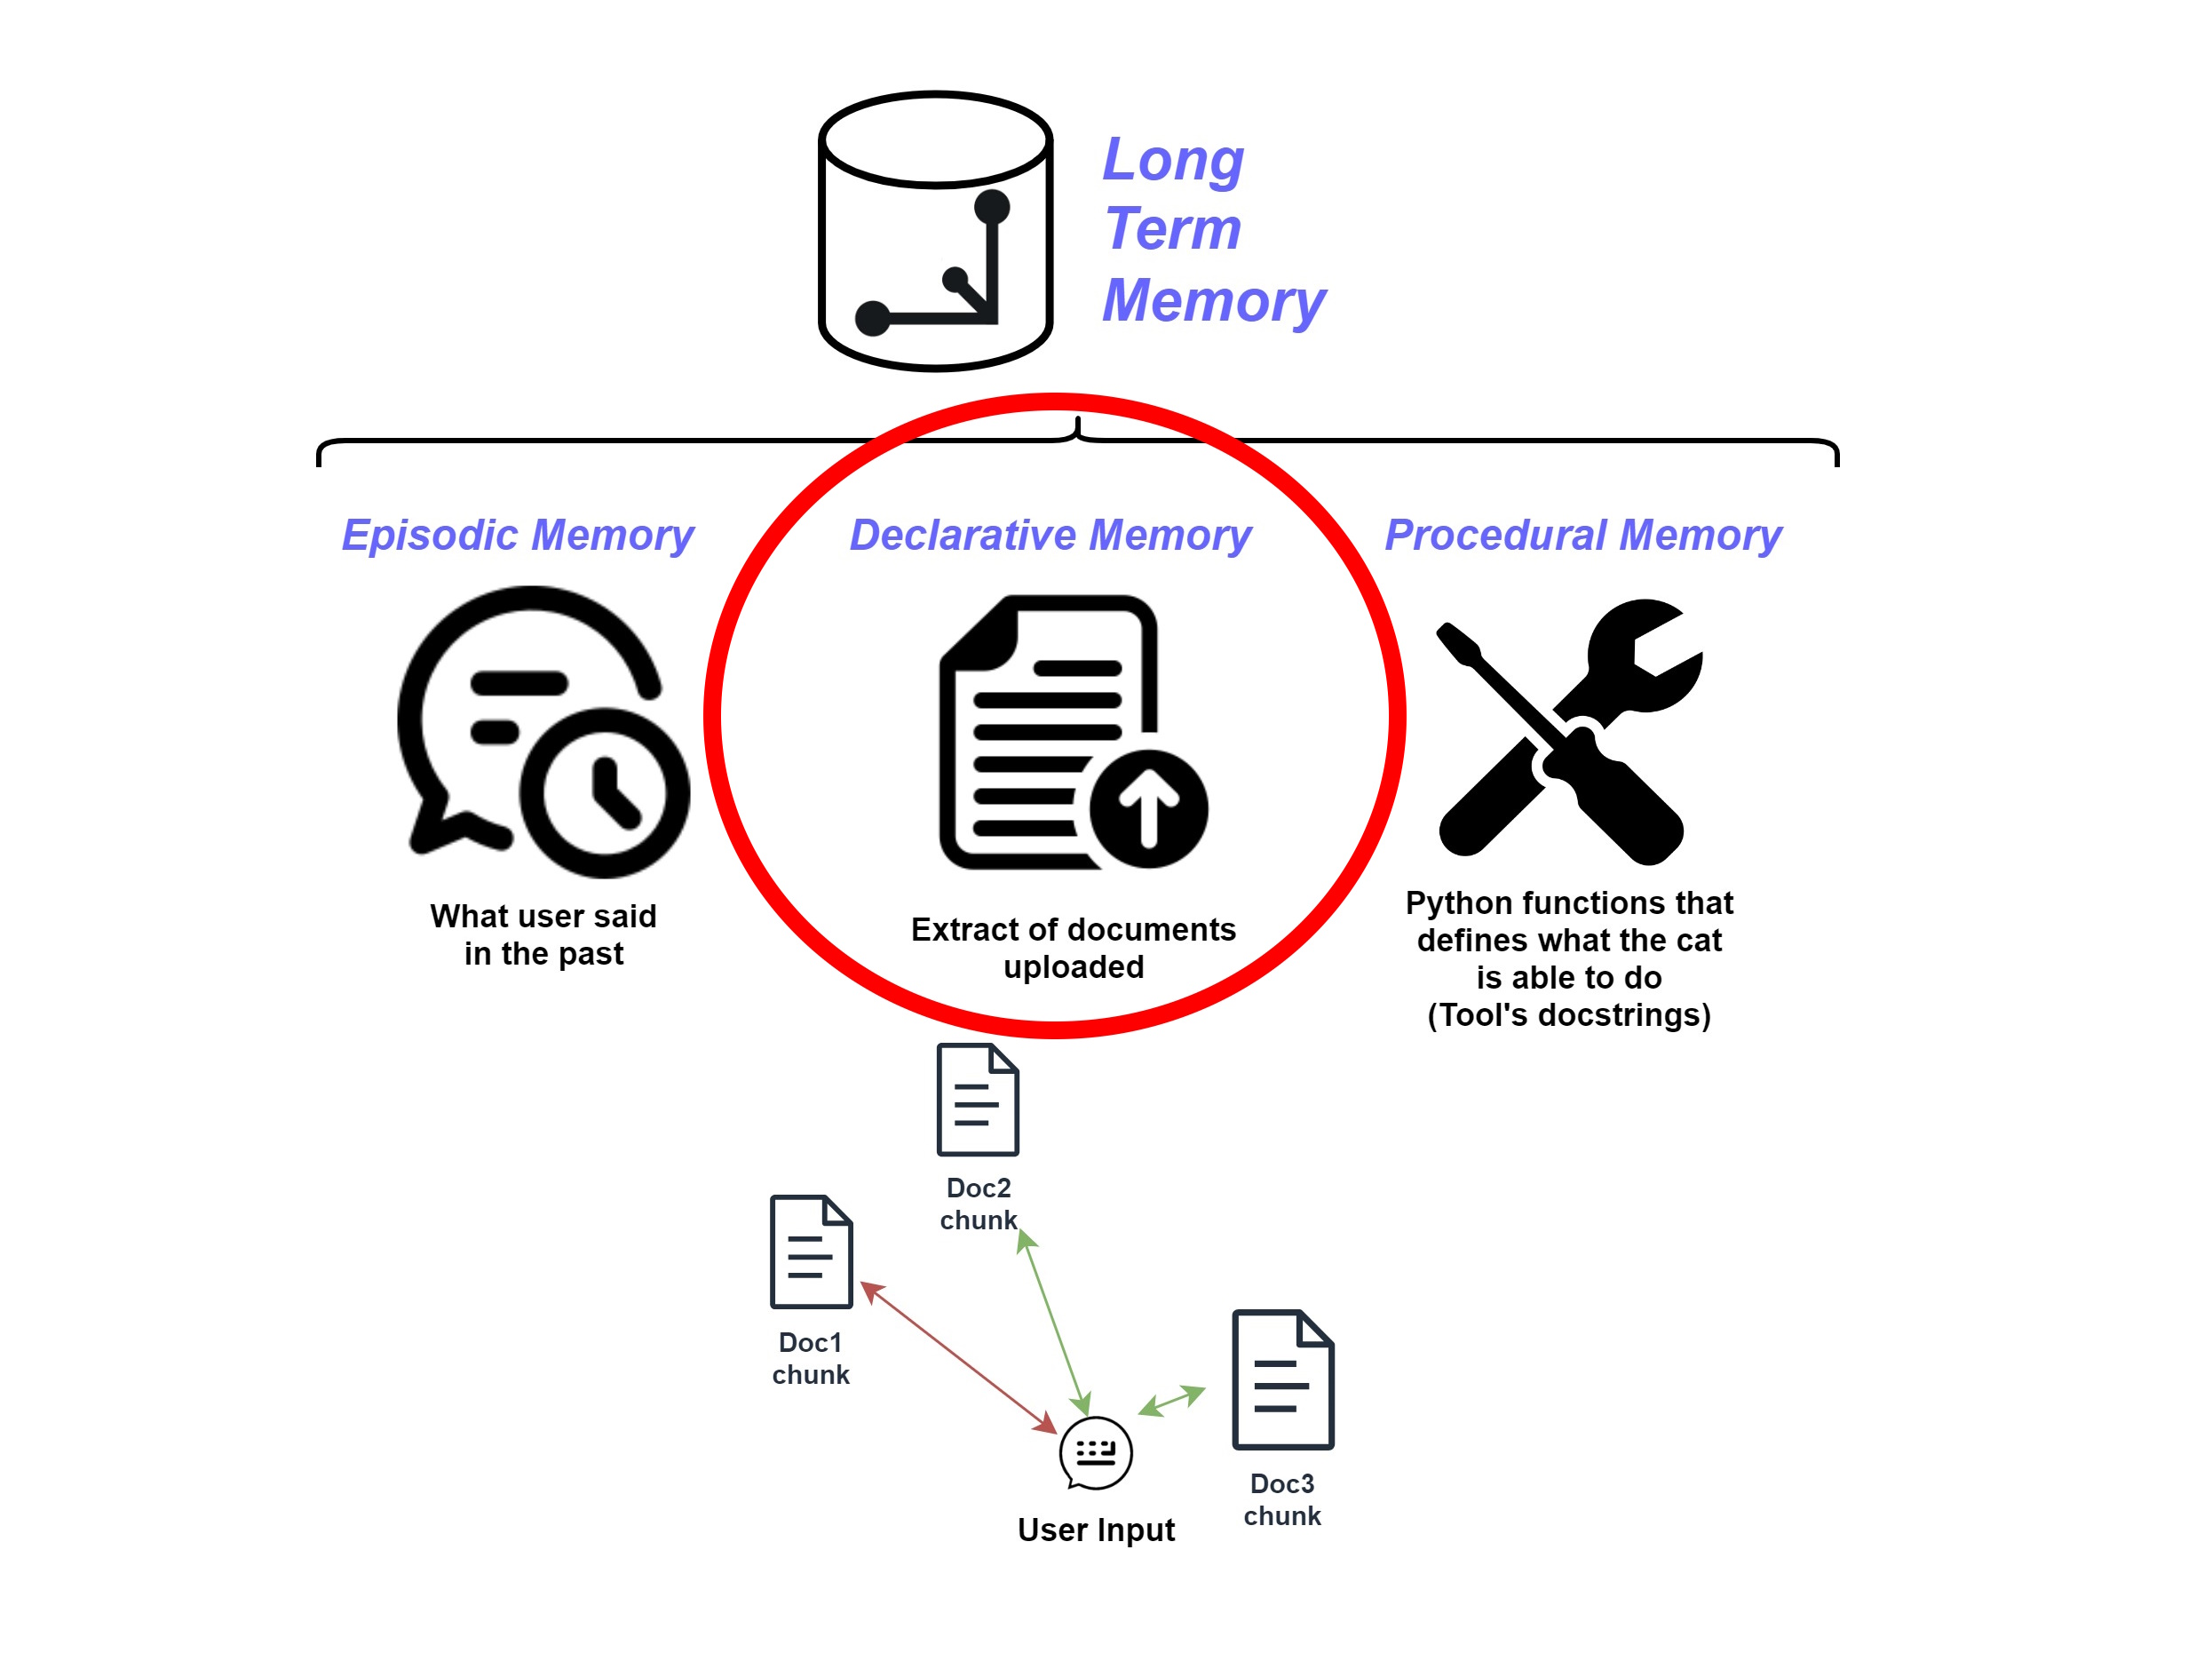 Long
Term
Memory
Episodic Memory
Declarative Memory
Procedural Memory
What user said
in the past
Extract of documents
uploaded
Python functions that
defines what the cat
is able to do
(Tool's docstrings)
Doc2
chunk
Doc1
chunk
Doc3
chunk
User Input